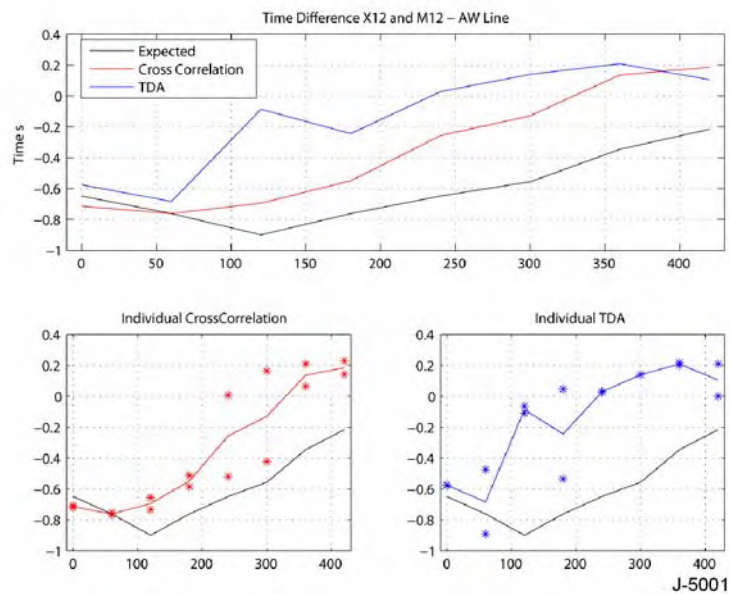 Time Difference X12 and M12 – AW Line
0.4
0.2
0
−0.2
−0.4
−0.6
−0.8
−1
Time s
Expected
Cross Correlation
TDA
0 50 100 150 200 250 300 350 400
Individual CrossCorrelation
0.4
0.2
0
−0.2
−0.4
−0.6
−0.8
−1
0 100 200 300 400
Individual TDA
0.4
0.2
0
−0.2
−0.4
−0.6
−0.8
−1
0 100 200 300 400
J-5001